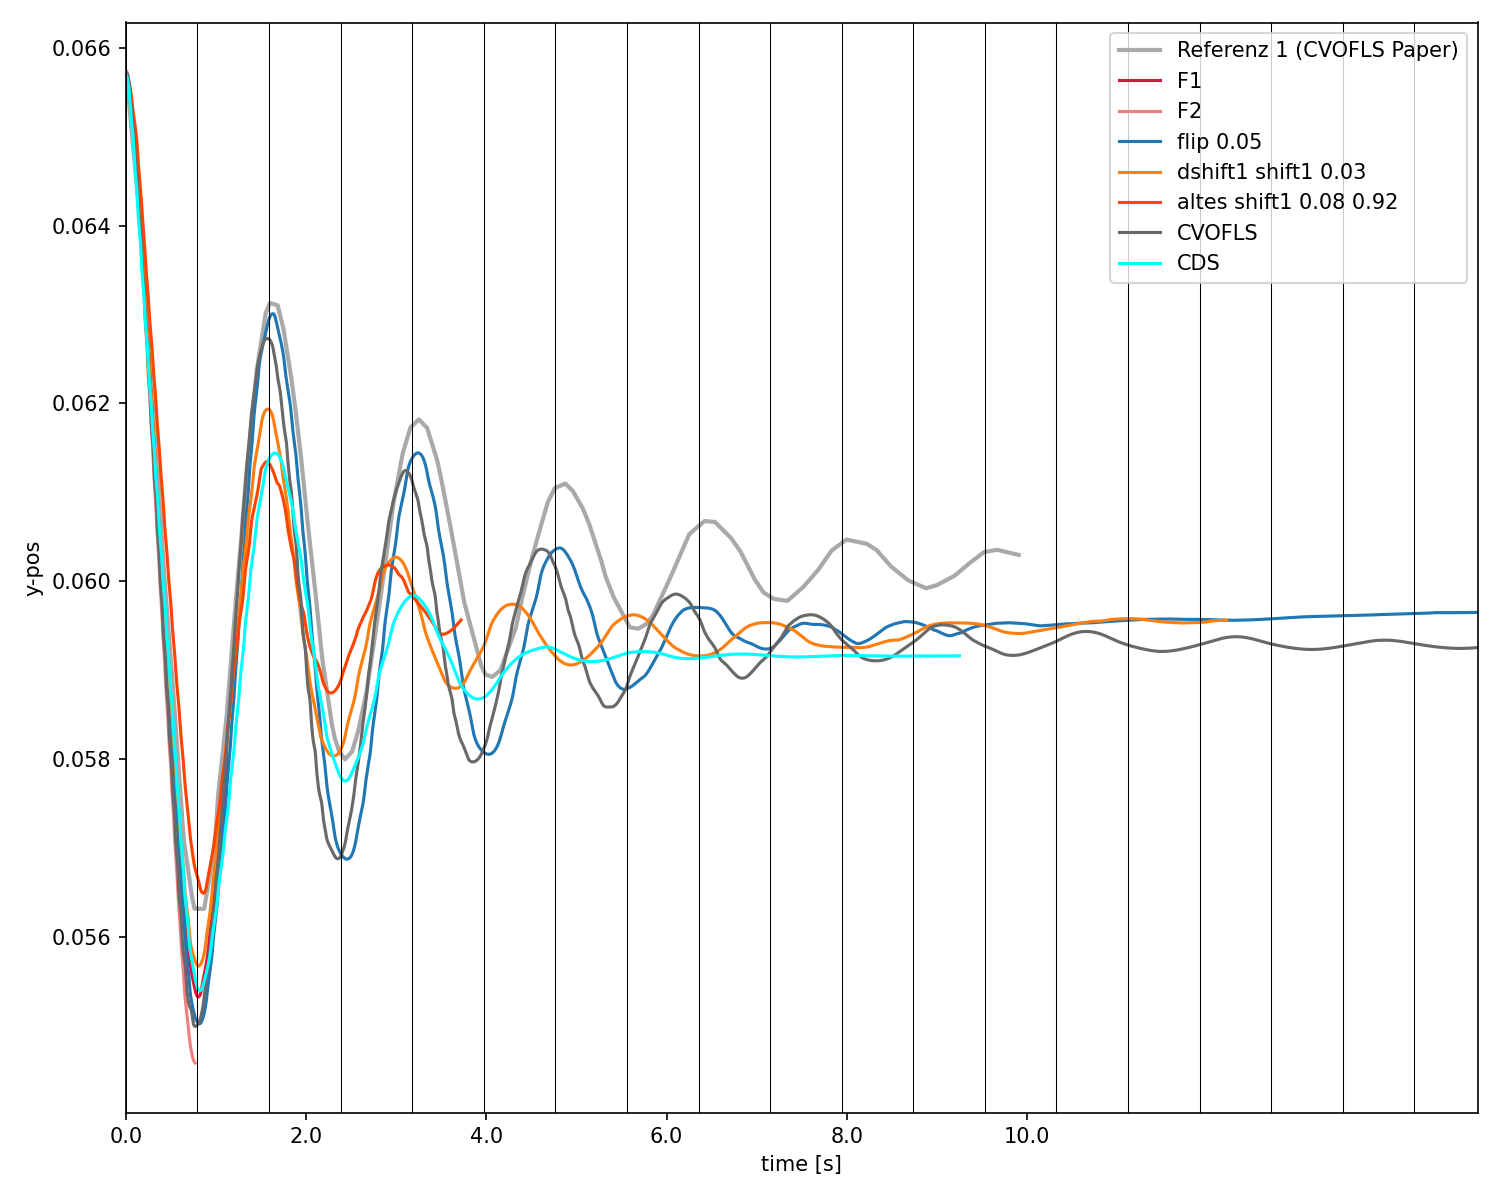 Referenz 1 (CVOFLS Paper)
F1
F2
flip 0.05
dshift1 shift1 0.03
altes shift1 0.08 0.92
CVOFLS
CDS
0.066
0.064
0.062
0.060
0.058
0.056
y-pos
0.0 2.0 4.0 6.0 8.0 10.0
time [s]